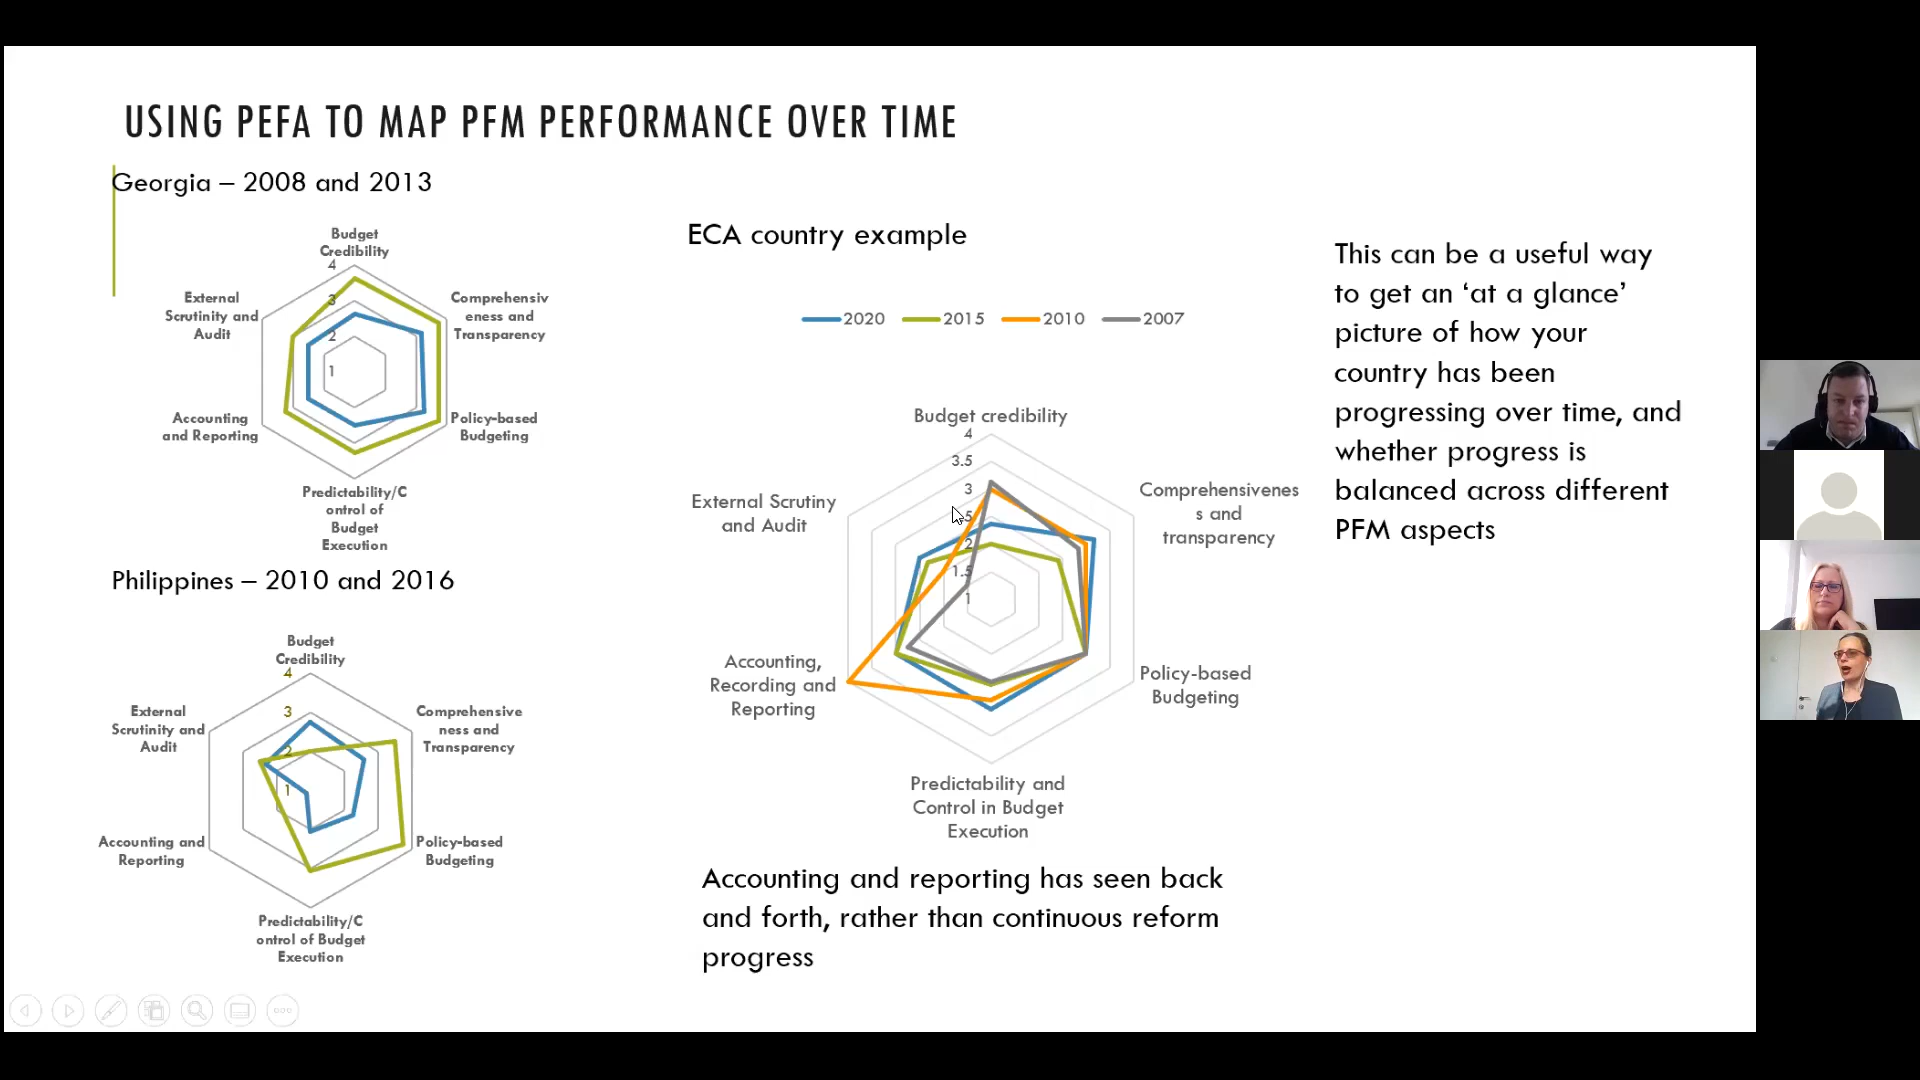 USING PEFA TO MAP PFM PERFORMANCE OVER TIME
Georgia – 2008 and 2013
Budget
Credibility
4
3
2
1
External
Scrutinity and
Audit
Comprehensiv
eness and
Transparency
Accounting
and Reporting
Policy-based
Budgeting
Predictability/C
ontrol of
Budget
Execution
Philippines – 2010 and 2016
Budget
Credibility
4
3
2
1
External
Scrutinity and
Audit
Comprehensive
ness and
Transparency
Accounting and
Reporting
Policy-based
Budgeting
Predictability/C
ontrol of Budget
Execution
ECA country example
2020 2015 2010 2007
Budget credibility
4
3.5
3
5
2
1.5
1
External Scrutiny
and Audit
Comprehensivenes
s and
transparency
Accounting,
Recording and
Reporting
Policy-based
Budgeting
Predictability and
Control in Budget
Execution
Accounting and reporting has seen back
and forth, rather than continuous reform
progress
This can be a useful way
to get an ‘at a glance’
picture of how your
country has been
progressing over time, and
whether progress is
balanced across different
PFM aspects